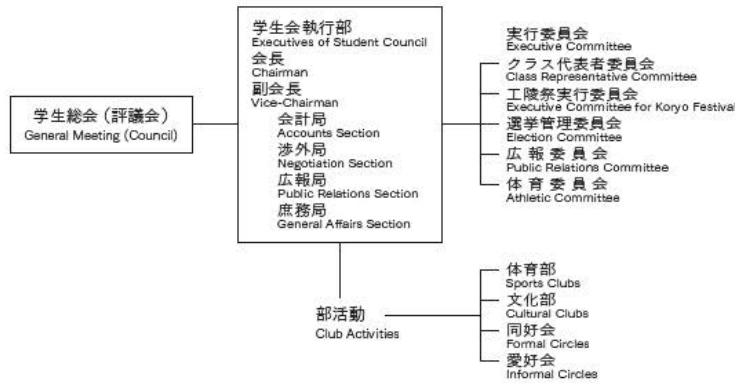 学生総会（評議会）
General Meeting (Council)
学生会執行部
Executives of Student Council
会長
Chairman
副会長
Vice-Chairman
会計局
Accounts Section
渉外局
Negotiation Section
広報局
Public Relations Section
庶務局
General Affairs Section
実行委員会
Executive Committee
クラス代表者委員会
Class Representative Committee
工陵祭実行委員会
Executive Committee for Koryo Festival
選挙管理委員会
Election Committee
広 報 委 員 会
Public Relations Committee
体 育 委 員 会
Athletic Committee
部活動
Club Activities
体育部
Sports Clubs
文化部
Cultural Clubs
同好会
Formal Circles
愛好会
Informal Circles